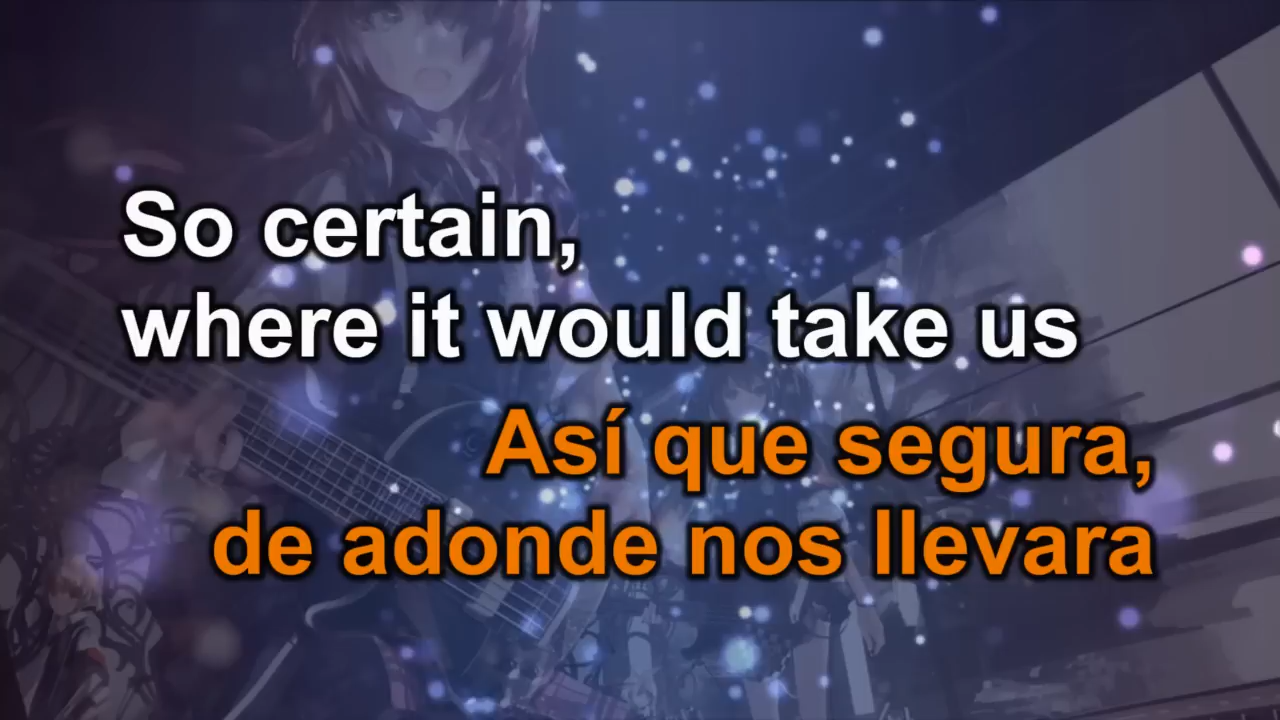 So certain,
where it would take us
Así que segura,
de adonde nos llevara